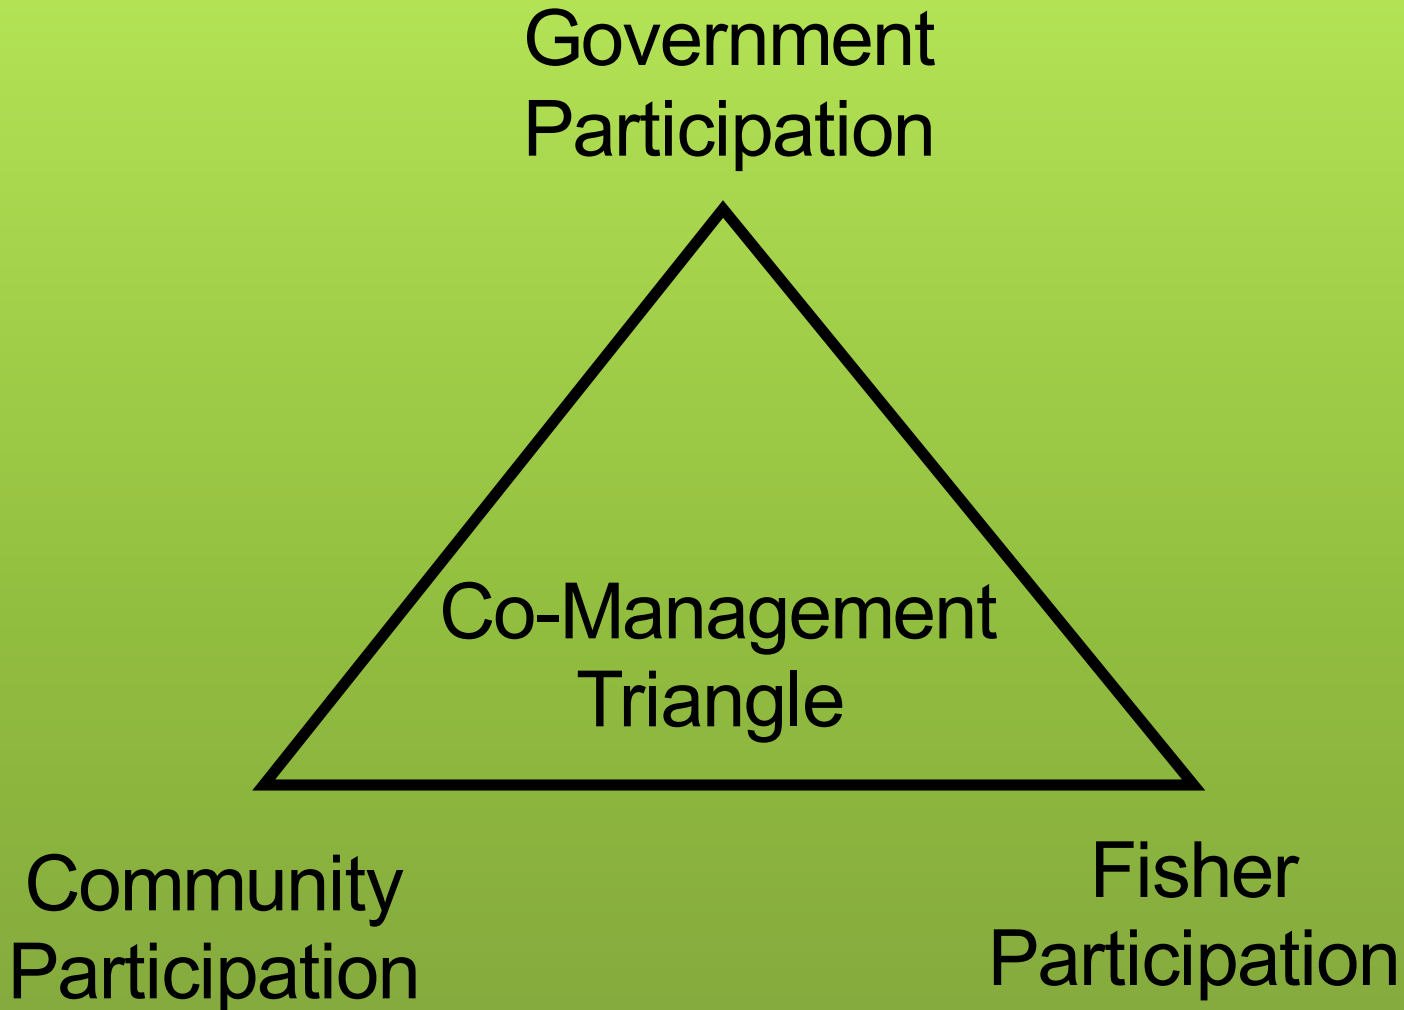 Government
Participation
Co-Management
Triangle
Community
Participation
Fisher
Participation